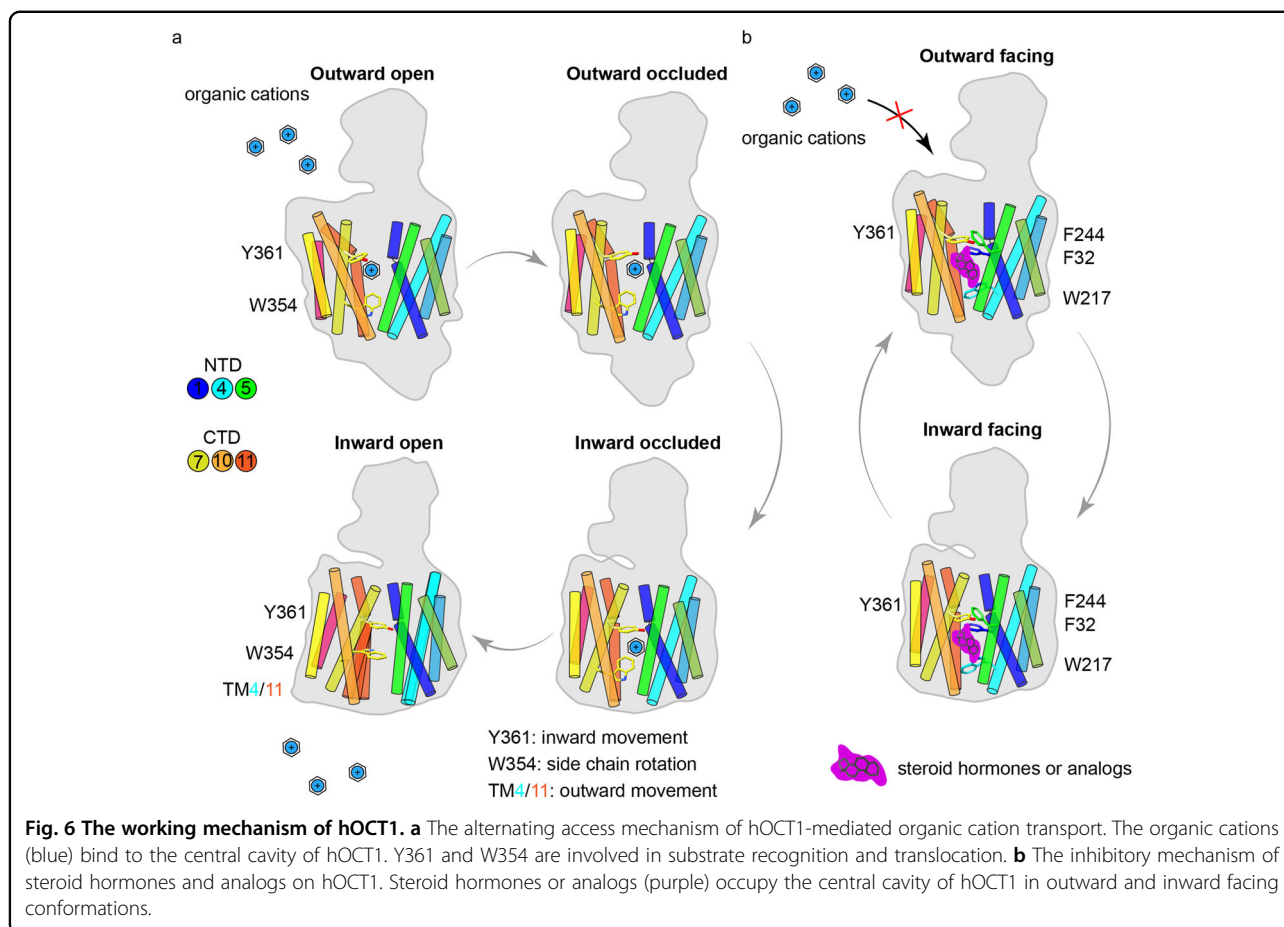 a
Outward open
Outward occluded
organic cations
Y361
W354
NTD
1 4 5
CTD
7 10 11
Inward open
Inward occluded
Y361
W354
TM4/11
Y361: inward movement
W354: side chain rotation
TM4/11: outward movement
b
Outward facing
organic cations
Y361
F244
F32
W217
Inward facing
Y361
F244
F32
W217
steroid hormones or analogs
Fig. 6 The working mechanism of hOCT1. a The alternating access mechanism of hOCT1-mediated organic cation transport. The organic cations
(blue) bind to the central cavity of hOCT1. Y361 and W354 are involved in substrate recognition and translocation. b The inhibitory mechanism of
steroid hormones and analogs on hOCT1. Steroid hormones or analogs (purple) occupy the central cavity of hOCT1 in outward and inward facing
conformations.